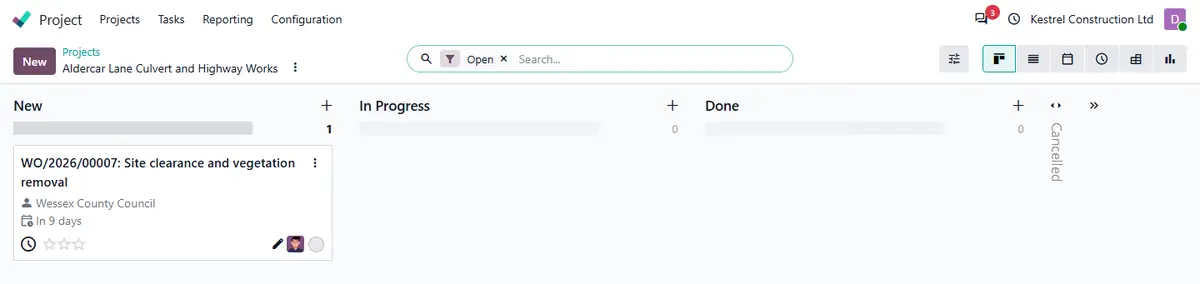 Project Projects Tasks Reporting Configuration 3 Kestrel Construction Ltd D
New Projects
Aldercar Lane Culvert and Highway Works
Open × Search...
New + In Progress + Done +
1 0 0
Cancelled
WO/2026/00007: Site clearance and vegetation
removal
Wessex County Council
In 9 days